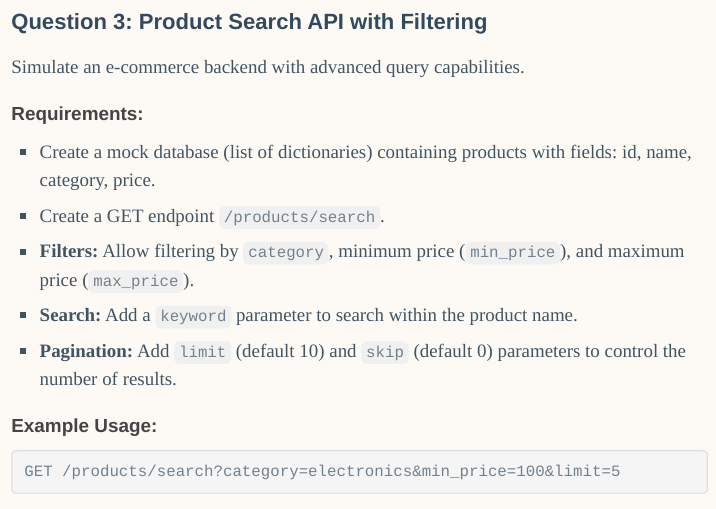 Question 3: Product Search API with Filtering
Simulate an e-commerce backend with advanced query capabilities.
Requirements:
Create a mock database (list of dictionaries) containing products with fields: id, name,
category, price.
Create a GET endpoint /products/search.
Filters: Allow filtering by category, minimum price (min_price), and maximum
price (max_price).
Search: Add a keyword parameter to search within the product name.
Pagination: Add limit (default 10) and skip (default 0) parameters to control the
number of results.
Example Usage:
GET /products/search?category=electronics&min_price=100&limit=5